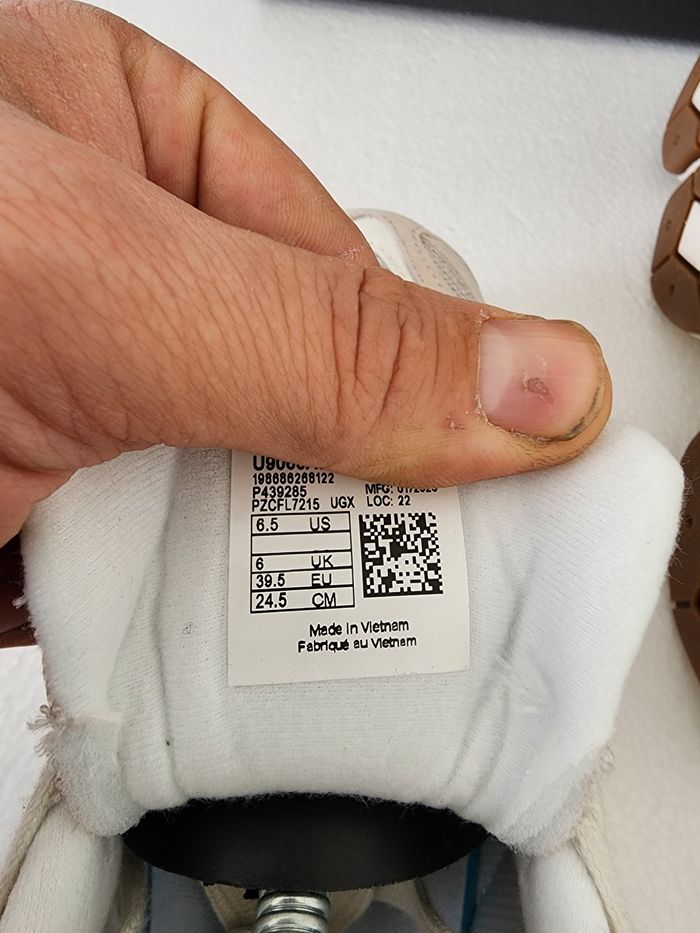 198686268122
P439285
PZCFL7215 UGX LOC: 22
6.5 US
6 UK
39.5 EU
24.5 CM
Made in Vietnam
Fabriqué au Vietnam